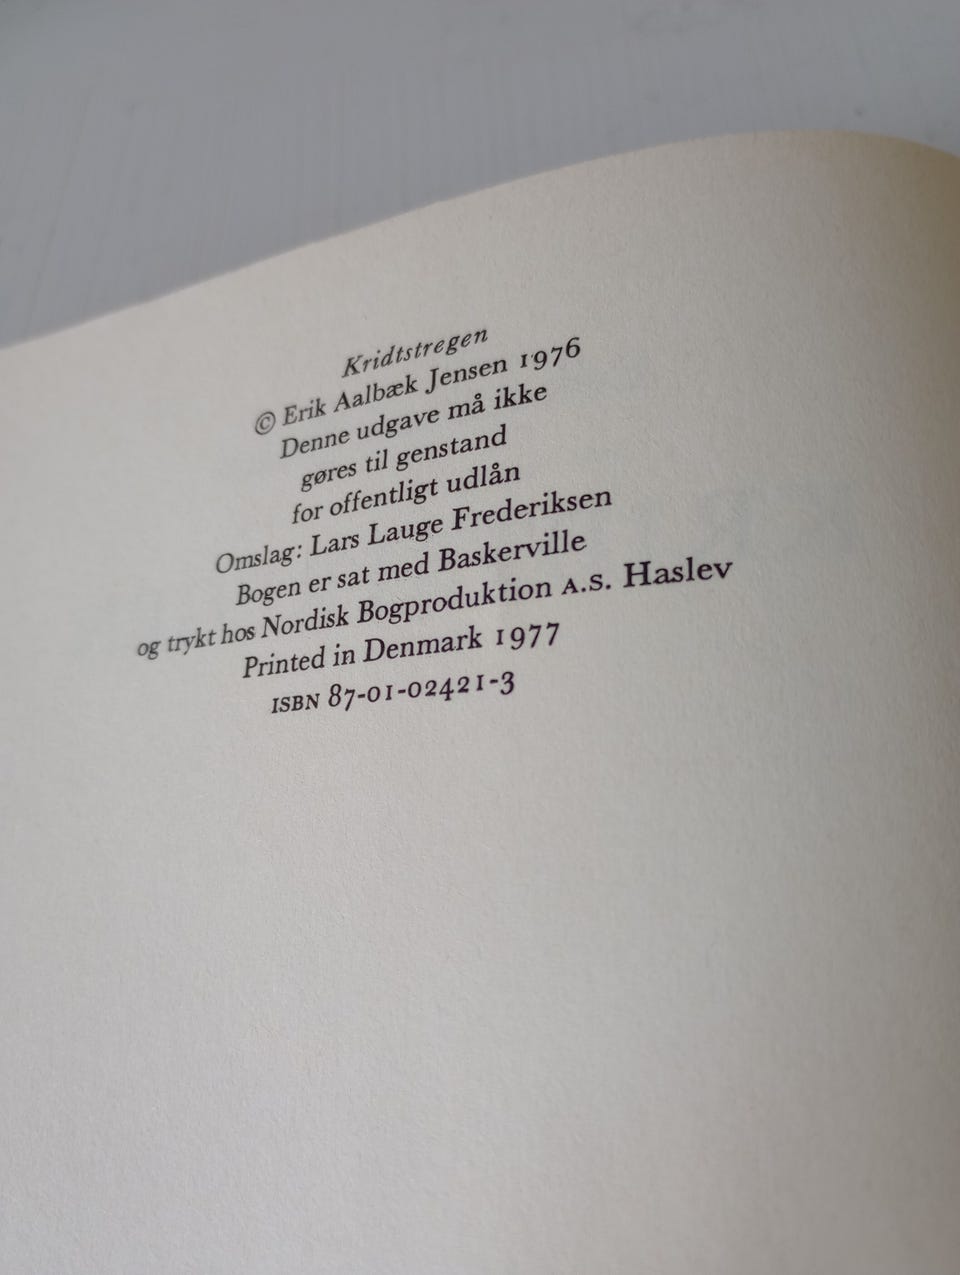 Kridtstregen
© Erik Aalbæk Jensen 1976
Denne udgave må ikke
gøres til genstand
for offentligt udlån
Omslag: Lars Lauge Frederiksen
Bogen er sat med Baskerville
og trykt hos Nordisk Bogproduktion A.S. Haslev
Printed in Denmark 1977
ISBN 87-01-02421-3